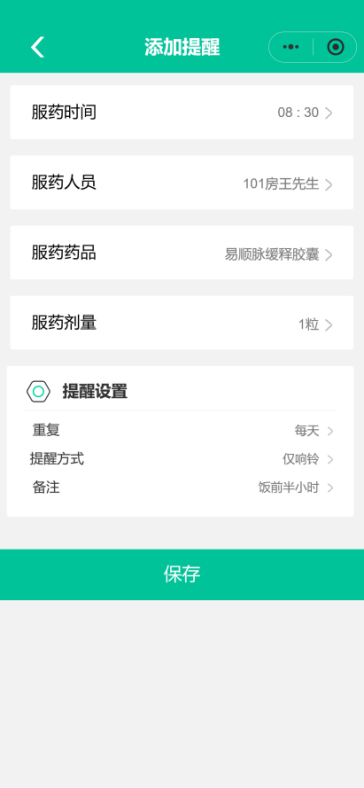 添加提醒
服药时间 08 : 30
服药人员 101房王先生
服药药品 易顺脉缓释胶囊
服药剂量 1粒
提醒设置
重复 每天
提醒方式 仅响铃
备注 饭前半小时
保存